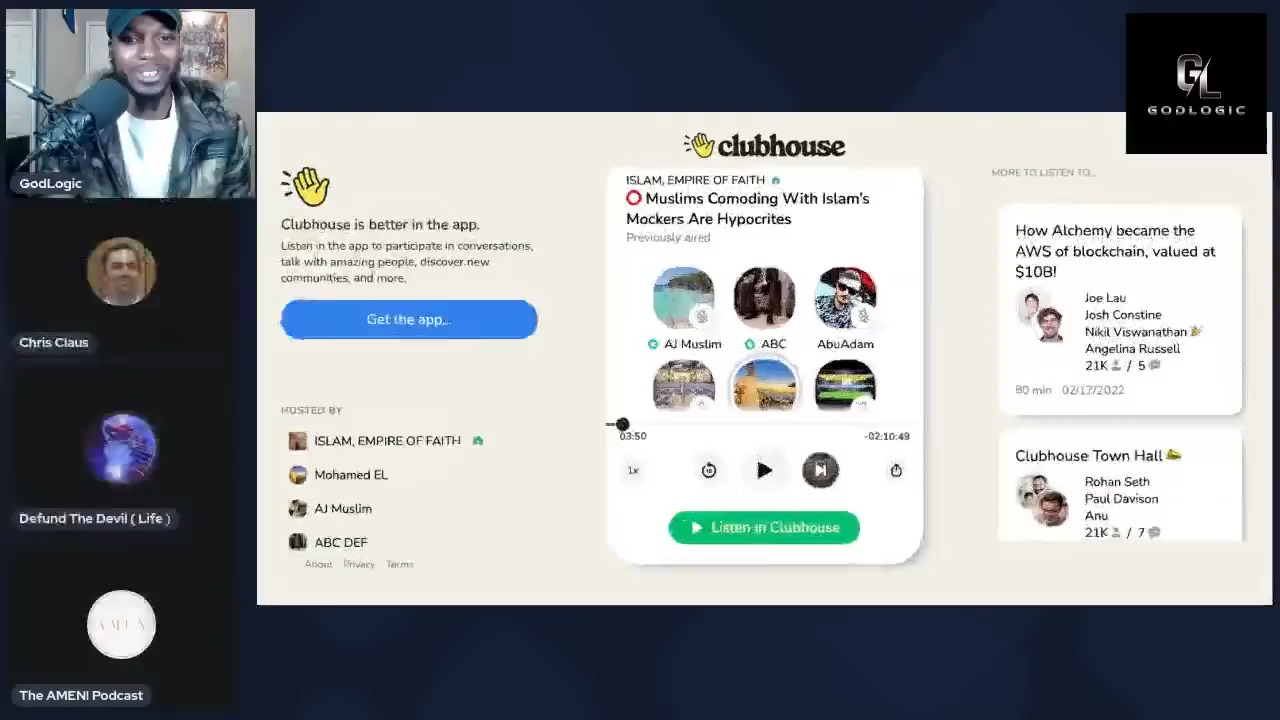 GodLogic
Chris Claus
Defund The Devil ( Life )
AMEN
The AMEN! Podcast
Clubhouse is better in the app.
Listen in the app to participate in conversations,
talk with amazing people, discover new
communities, and more.
Get the app...
HOSTED BY
ISLAM, EMPIRE OF FAITH
Mohamed EL
AJ Muslim
ABC DEF
About Privacy Terms
clubhouse
ISLAM, EMPIRE OF FAITH
Muslims Comoding With Islam's
Mockers Are Hypocrites
Previously aired
AJ Muslim
ABC
AbuAdam
03:50
-02:10:49
1x
Listen in Clubhouse
GL
GODLOGIC
MORE TO LISTEN TO...
How Alchemy became the
AWS of blockchain, valued at
$10B!
Joe Lau
Josh Constine
Nikil Viswanathan
Angelina Russell
21K / 5
80 min 02/17/2022
Clubhouse Town Hall
Rohan Seth
Paul Davison
Anu
21K / 7